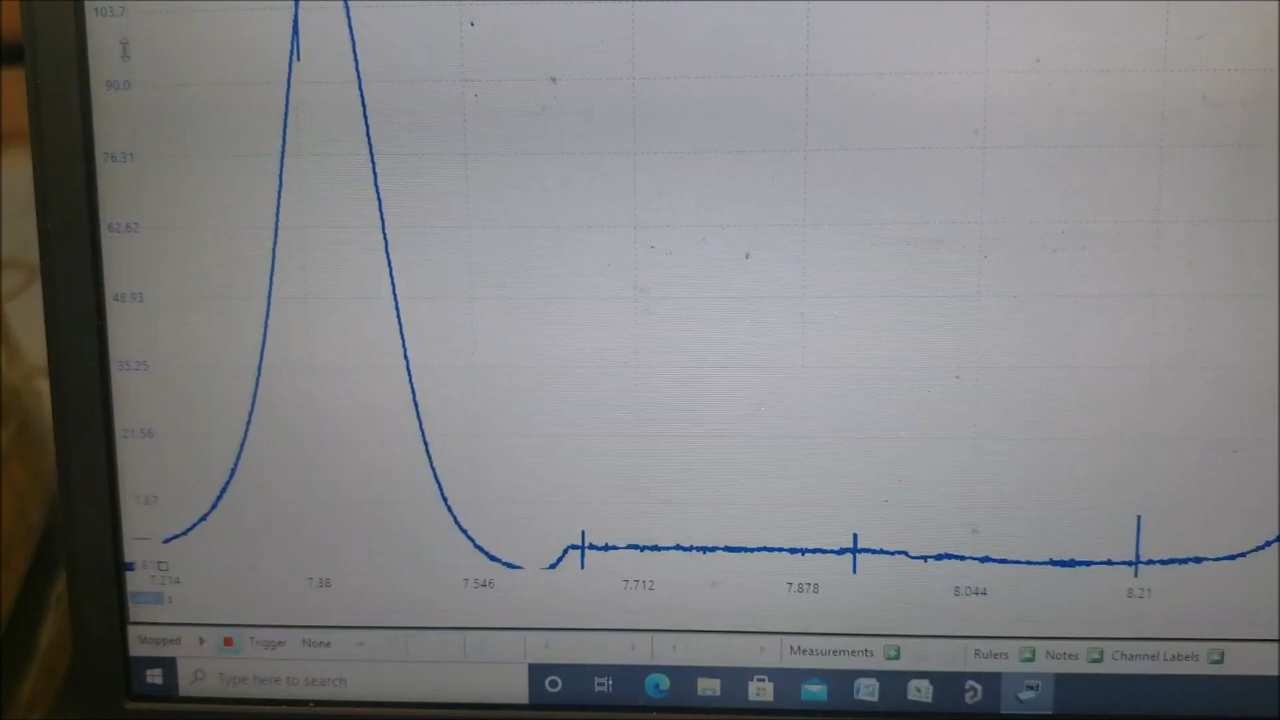 103.7
90.0
76.31
62.62
48.93
35.25
21.56
7.87
7.214 7.38 7.546 7.712 7.878 8.044 8.21
s
Stopped Trigger None Measurements Rulers Notes Channel Labels
Type here to search